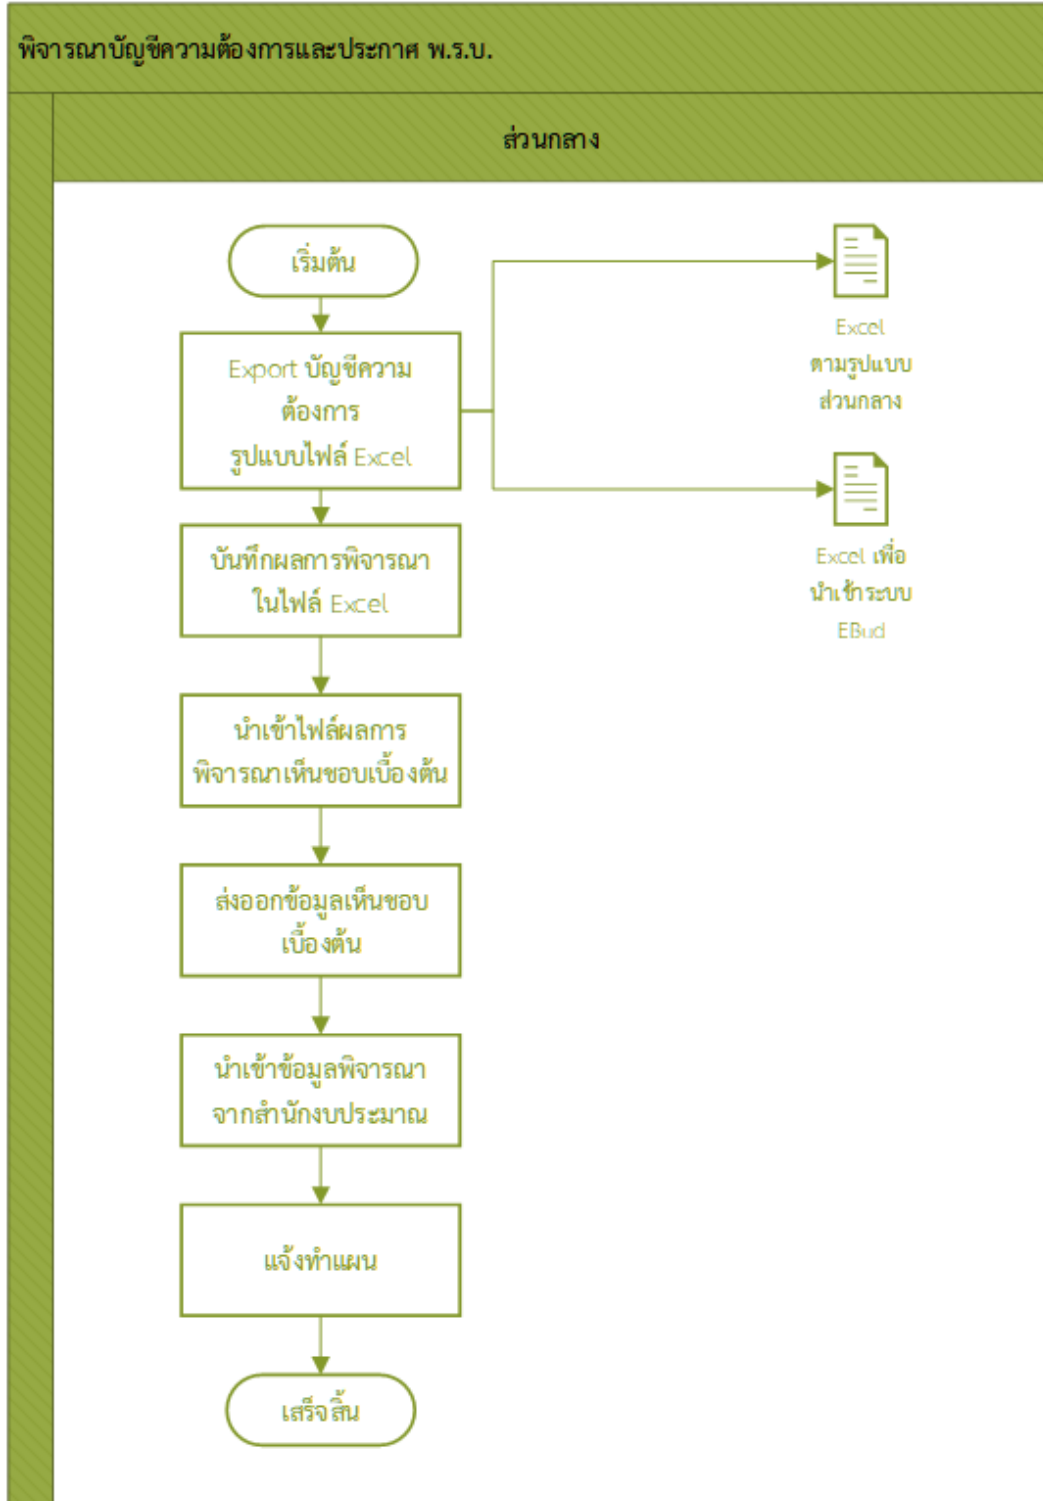 พิจารณาบัญชีความต้องการและประกาศ พ.ร.บ.
ส่วนกลาง
เริ่มต้น
Export บัญชีความ
ต้องการ
รูปแบบไฟล์ Excel
Excel
ตามรูปแบบ
ส่วนกลาง
บันทึกผลการพิจารณา
ในไฟล์ Excel
Excel เพื่อ
นำเข้าระบบ
EBud
นำเข้าไฟล์ผลการ
พิจารณาเห็นชอบเบื้องต้น
ส่งออกข้อมูลเห็นชอบ
เบื้องต้น
นำเข้าข้อมูลพิจารณา
จากสำนักงบประมาณ
แจ้งทำแผน
เสร็จสิ้น